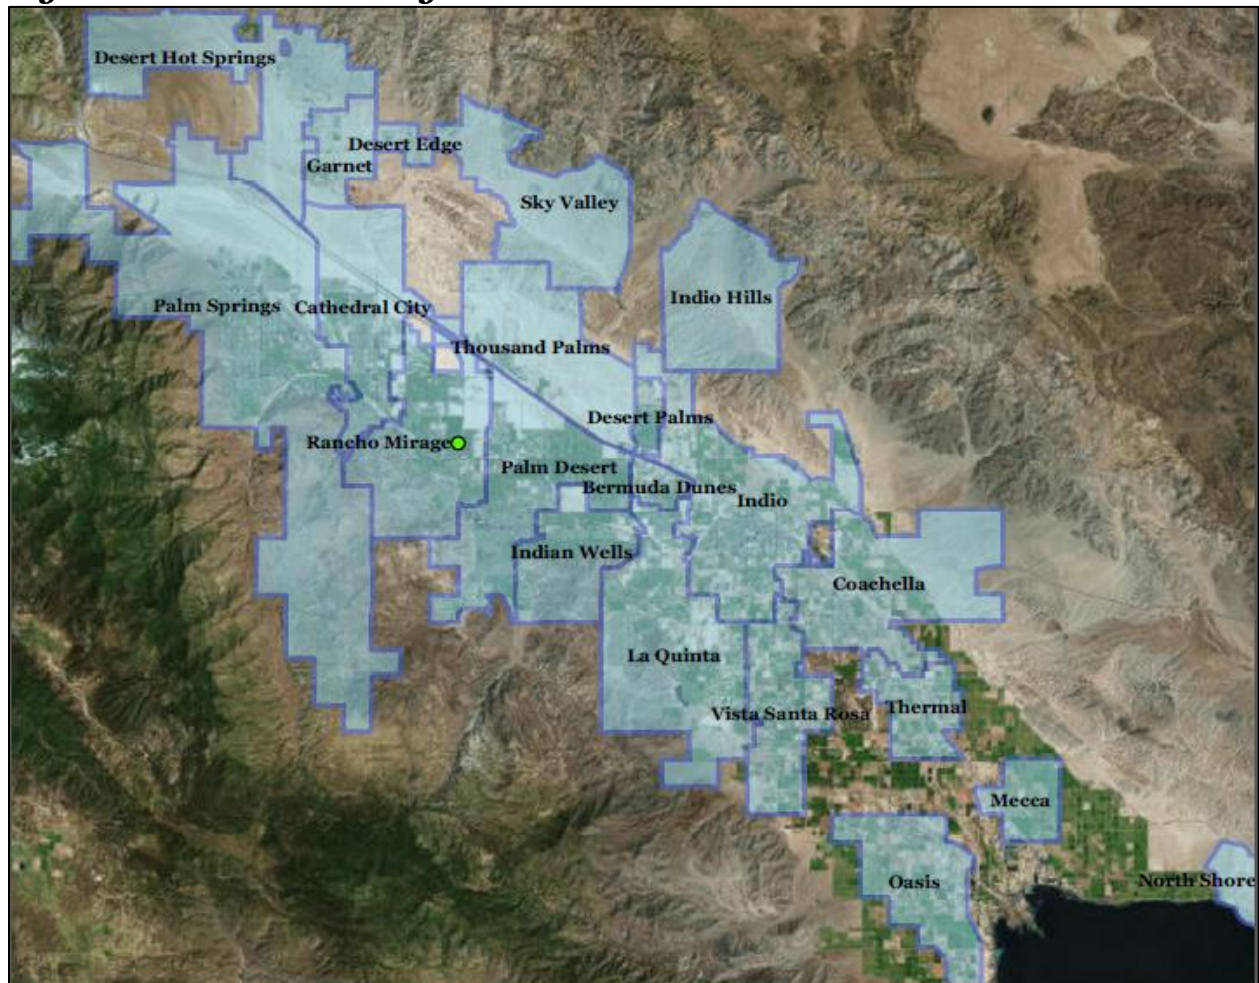 Desert Hot Springs
Desert Edge
Garnet
Sky Valley
Indio Hills
Palm Springs
Cathedral City
Thousand Palms
Desert Palms
Rancho Mirage
Palm Desert
Bermuda Dunes
Indio
Indian Wells
Coachella
La Quinta
Vista Santa Rosa
Thermal
Mecca
Oasis
North Shore